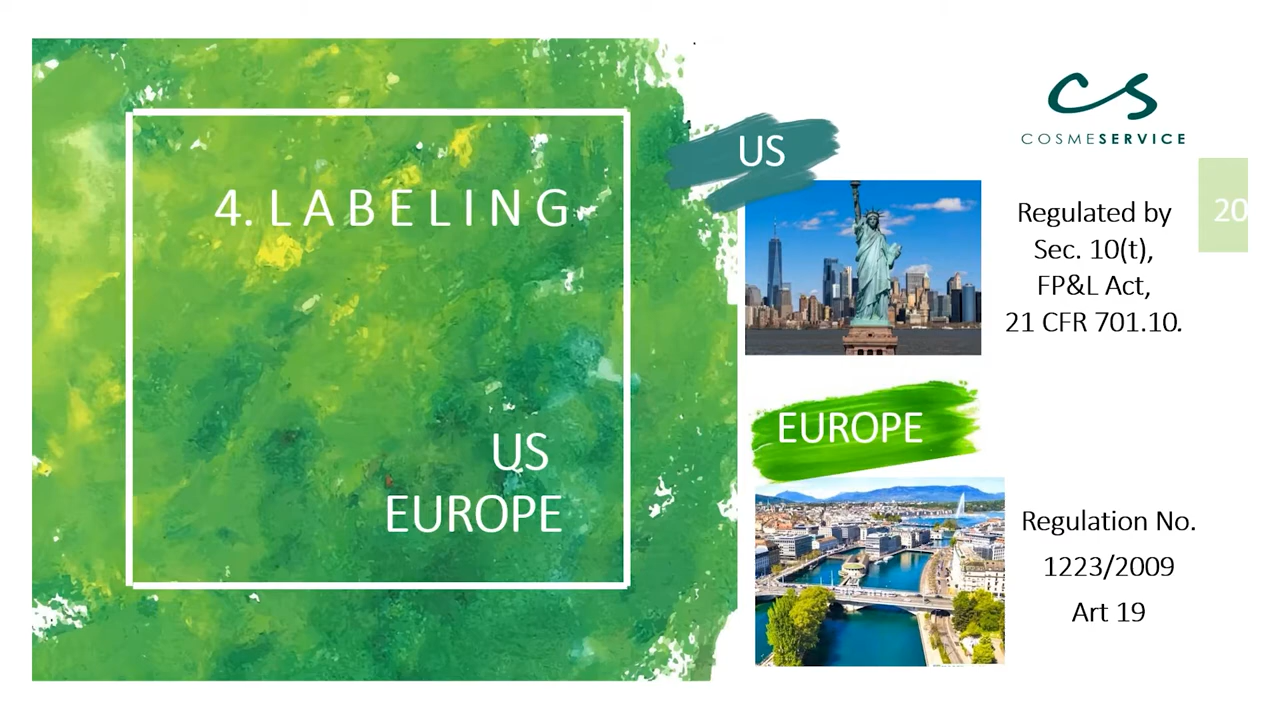 4. LABELING
US
EUROPE
US
CS
COSMESERVICE
20
Regulated by
Sec. 10(t),
FP&L Act,
21 CFR 701.10.
EUROPE
Regulation No.
1223/2009
Art 19